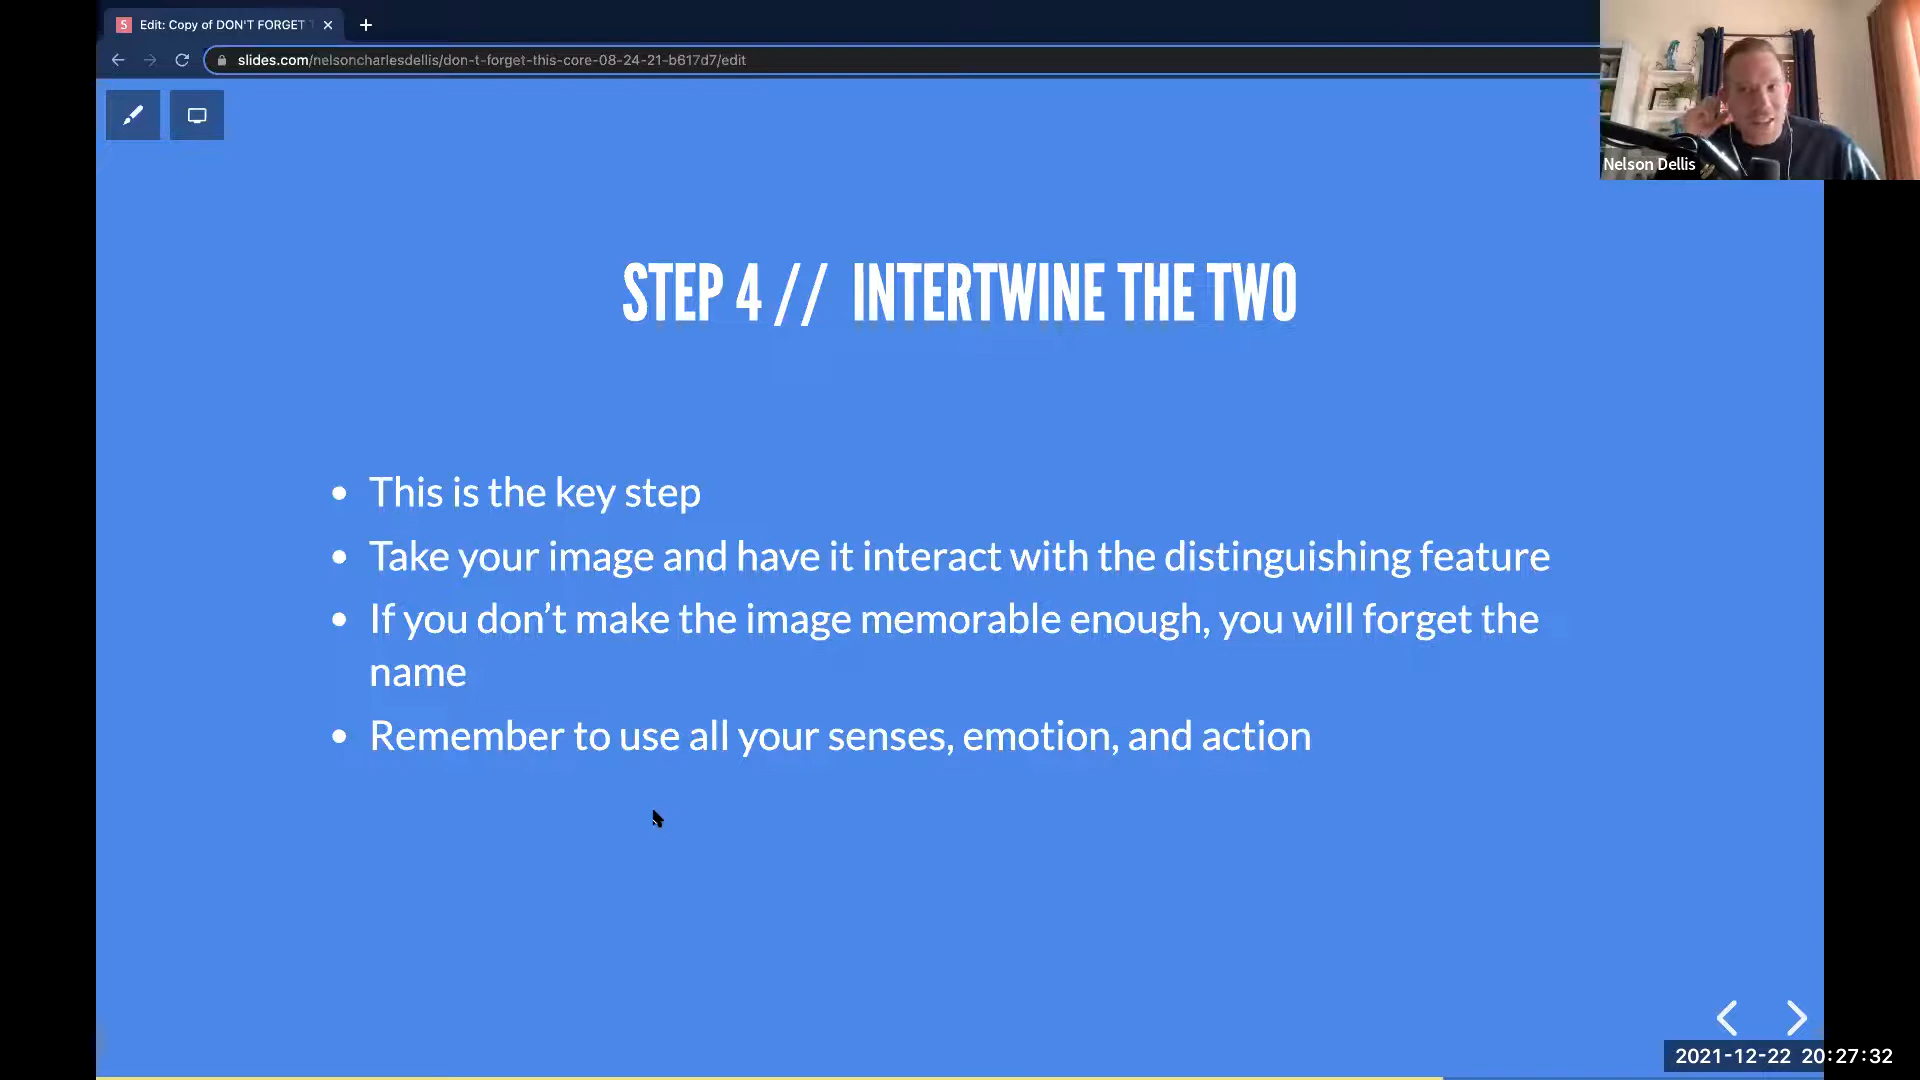 S Edit: Copy of DON'T FORGET
slides.com/nelsoncharlesdellis/don-t-forget-this-core-08-24-21-b617d7/edit
Nelson Dellis
STEP 4 // INTERTWINE THE TWO
• This is the key step
• Take your image and have it interact with the distinguishing feature
• If you don’t make the image memorable enough, you will forget the
name
• Remember to use all your senses, emotion, and action
2021-12-22 20:27:32